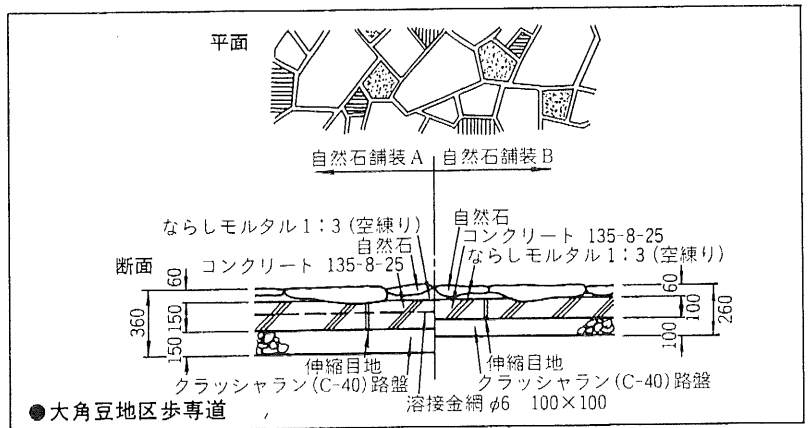 平面
自然石舗装A 自然石舗装B
ならしモルタル1：3(空練り)
自然石
自然石
コンクリート 135-8-25
コンクリート 135-8-25
ならしモルタル1：3(空練り)
断面
60
150
150
360
60
100
100
260
伸縮目地
伸縮目地
クラッシャラン(C-40)路盤
クラッシャラン(C-40)路盤
溶接金網φ6 100×100
●大角豆地区歩専道